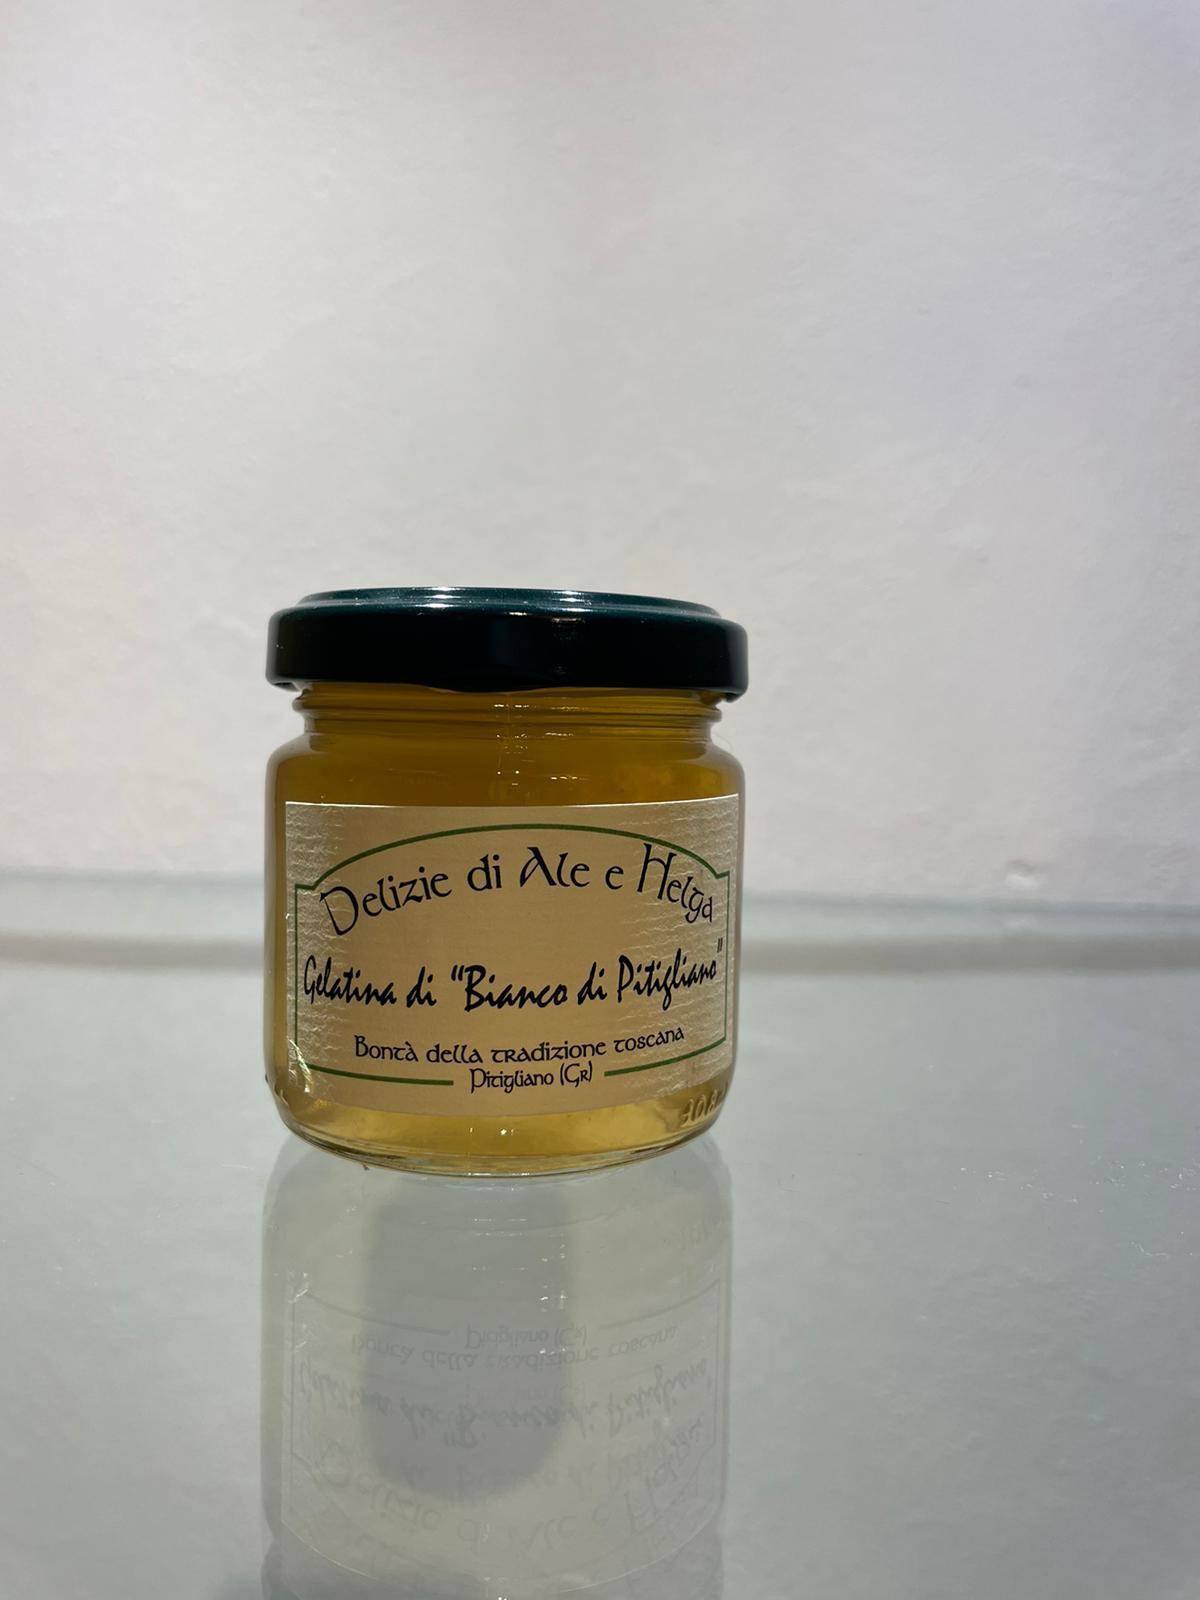 Delizie di Ale e Helga
Gelatina di "Bianco di Pitigliano"
Bontà della tradizione toscana
Pitigliano (Gr)